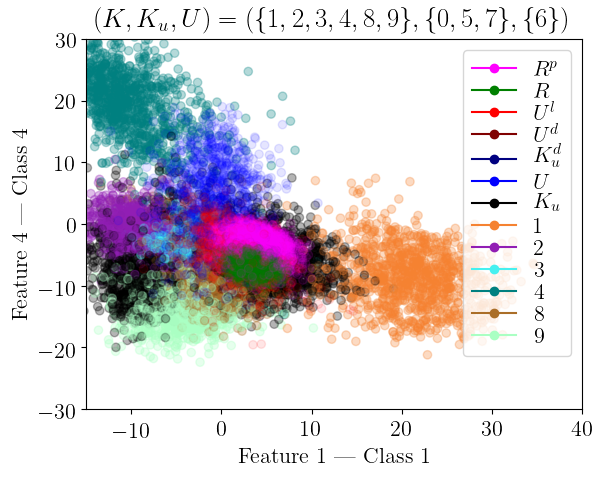 (K, K_u, U) = ({1, 2, 3, 4, 8, 9}, {0, 5, 7}, {6})
30
20
10
0
−10
−20
−30
Feature 4 — Class 4
−10
0
10
20
30
40
Feature 1 — Class 1
R^p
R
U^l
U^d
K_u^d
U
K_u
1
2
3
4
8
9